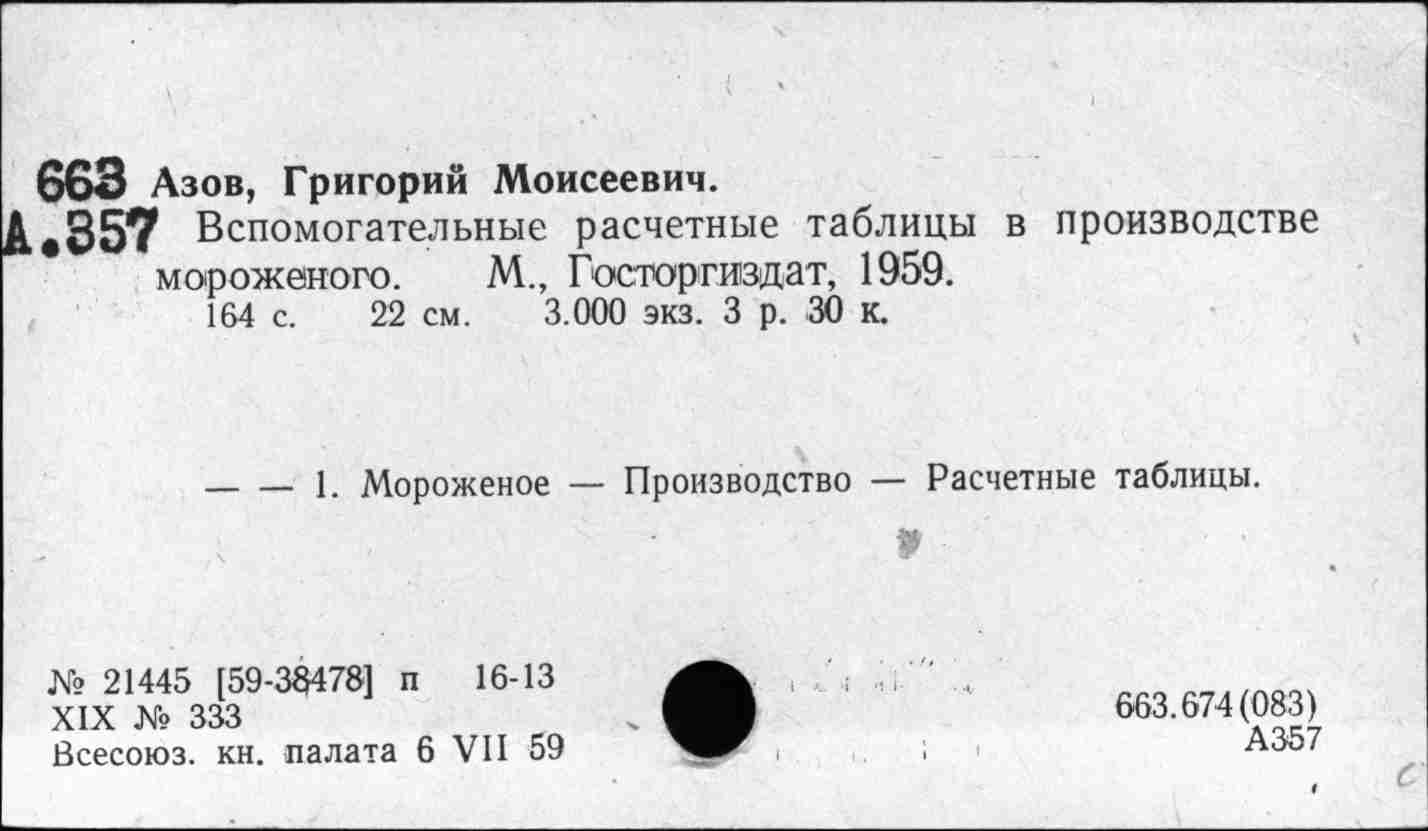 663 Азов, Григорий Моисеевич.
А.357 Вспомогательные расчетные таблицы в производстве
мороженого. М., Госторгиздат, 1959.
164 с. 22 см. 3.000 экз. 3 р. 30 к.
— — 1. Мороженое — Производство — Расчетные таблицы.
№ 21445 [59-38478] п 16-13
XIX № 333
Всесоюз. кн. палата 6 VII 59
663.674(083)
А357